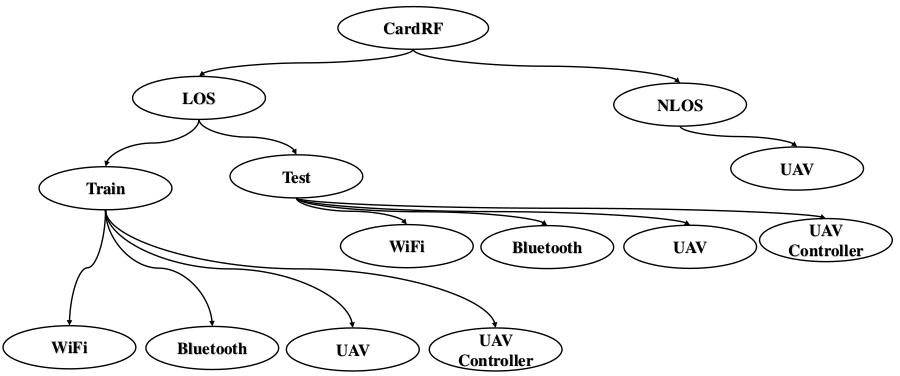 CardRF
LOS
NLOS
UAV
Train
Test
WiFi
Bluetooth
UAV
UAV
Controller
WiFi
Bluetooth
UAV
UAV
Controller